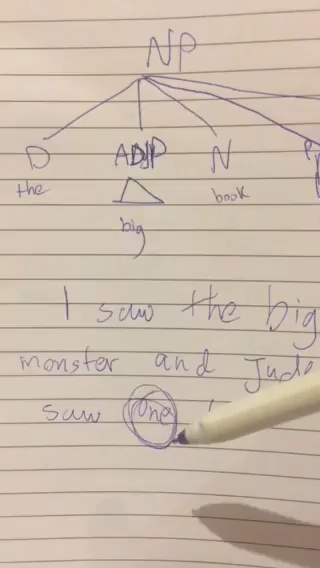 NP
D ADJP N P
the book
big
I saw the big
monster and Jude
saw one